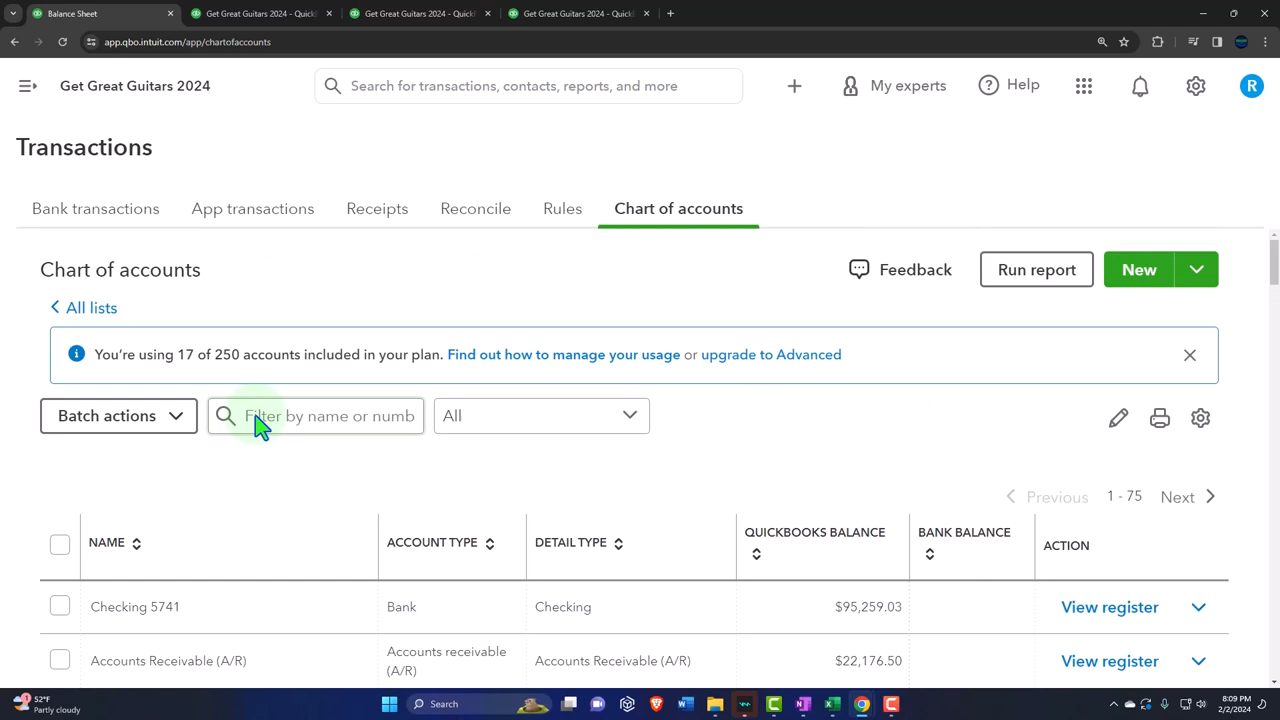 Balance Sheet
Get Great Guitars 2024 - Quick
Get Great Guitars 2024 - QuickB
Get Great Guitars 2024 - QuickB
app.qbo.intuit.com/app/chartofaccounts
Get Great Guitars 2024
Search for transactions, contacts, reports, and more
My experts
Help
R
Transactions
Bank transactions
App transactions
Receipts
Reconcile
Rules
Chart of accounts
Chart of accounts
Feedback
Run report
New
All lists
You're using 17 of 250 accounts included in your plan. Find out how to manage your usage or upgrade to Advanced
Batch actions
Filter by name or numb
All
Previous 1 - 75 Next
NAME
ACCOUNT TYPE
DETAIL TYPE
QUICKBOOKS BALANCE
BANK BALANCE
ACTION
Checking 5741
Bank
Checking
$95,259.03
View register
Accounts Receivable (A/R)
Accounts receivable
(A/R)
Accounts Receivable (A/R)
$22,176.50
View register
52°F
Partly cloudy
Search
8:09 PM
2/2/2024